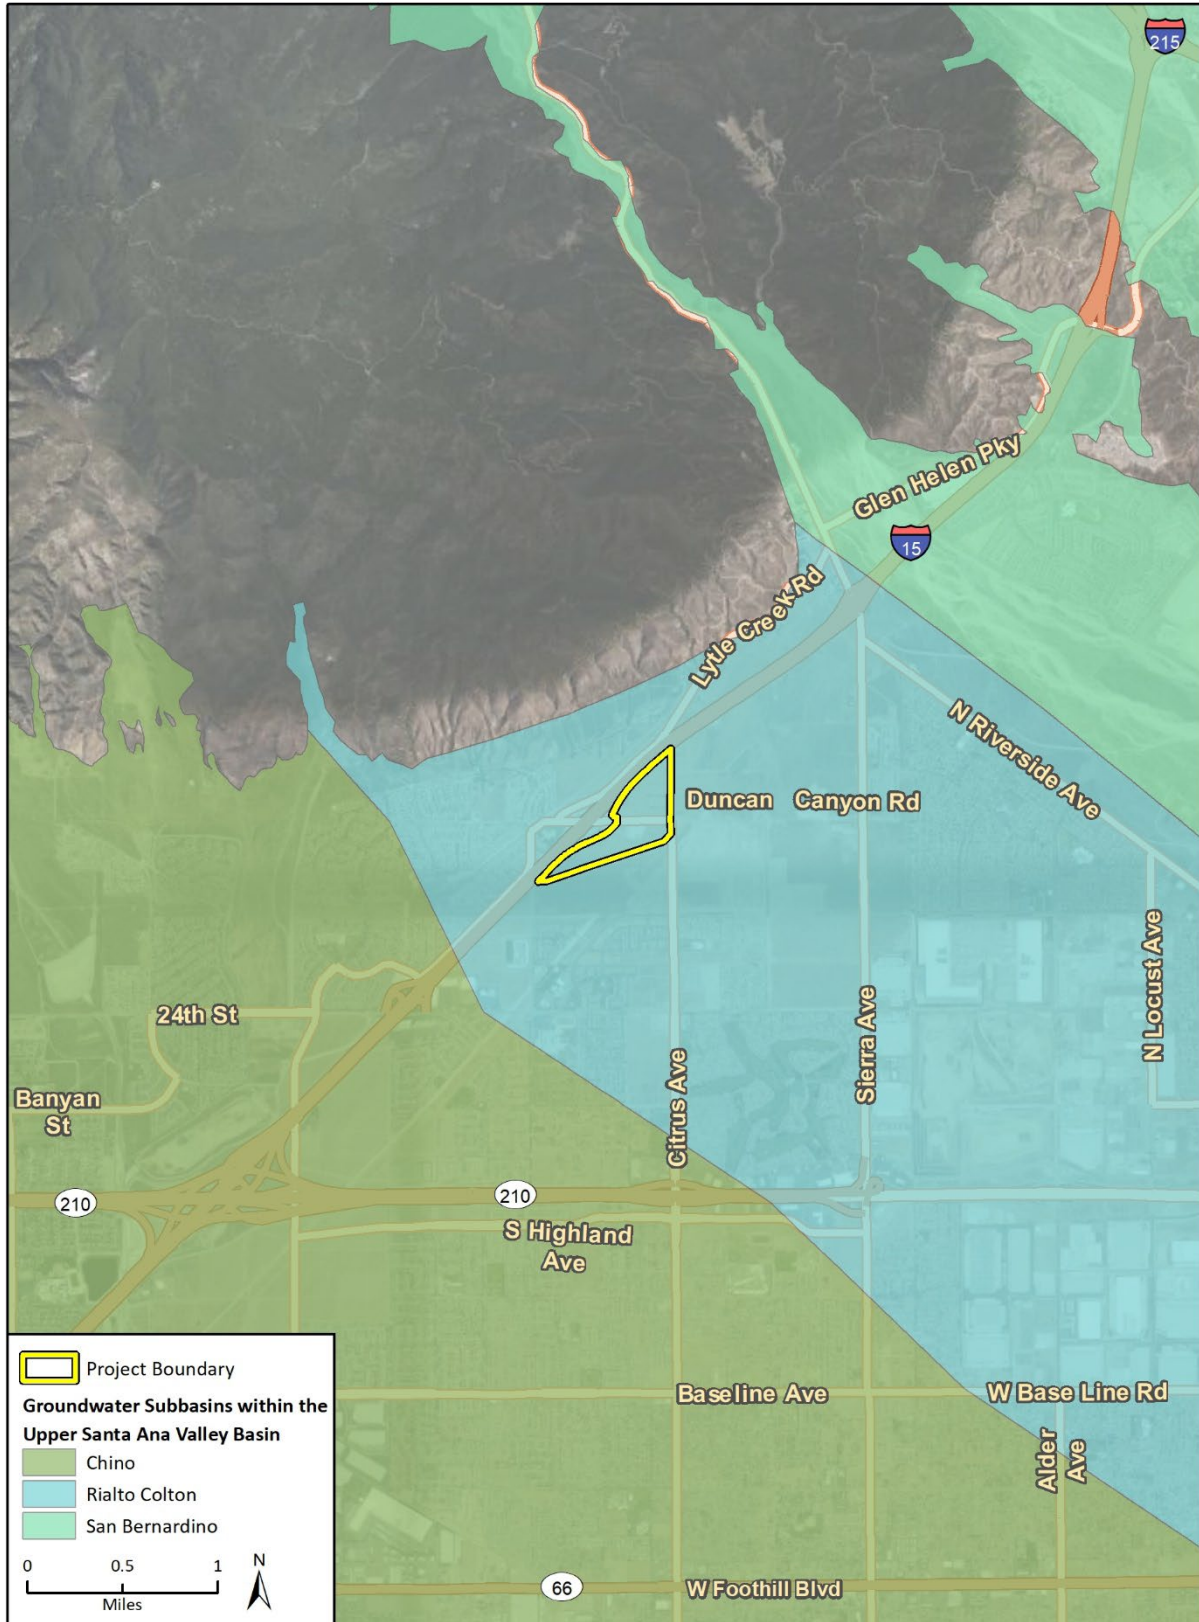 215
Glen Helen Pky
15
Lytle Creek Rd
N Riverside Ave
Duncan Canyon Rd
N Locust Ave
24th St
Sierra Ave
Banyan
St
Citrus Ave
210
210
S Highland
Ave
Project Boundary
Groundwater Subbasins within the
Upper Santa Ana Valley Basin
Chino
Rialto Colton
San Bernardino
0 0.5 1
Miles
N
Baseline Ave
W Base Line Rd
Alder
Ave
66
W Foothill Blvd